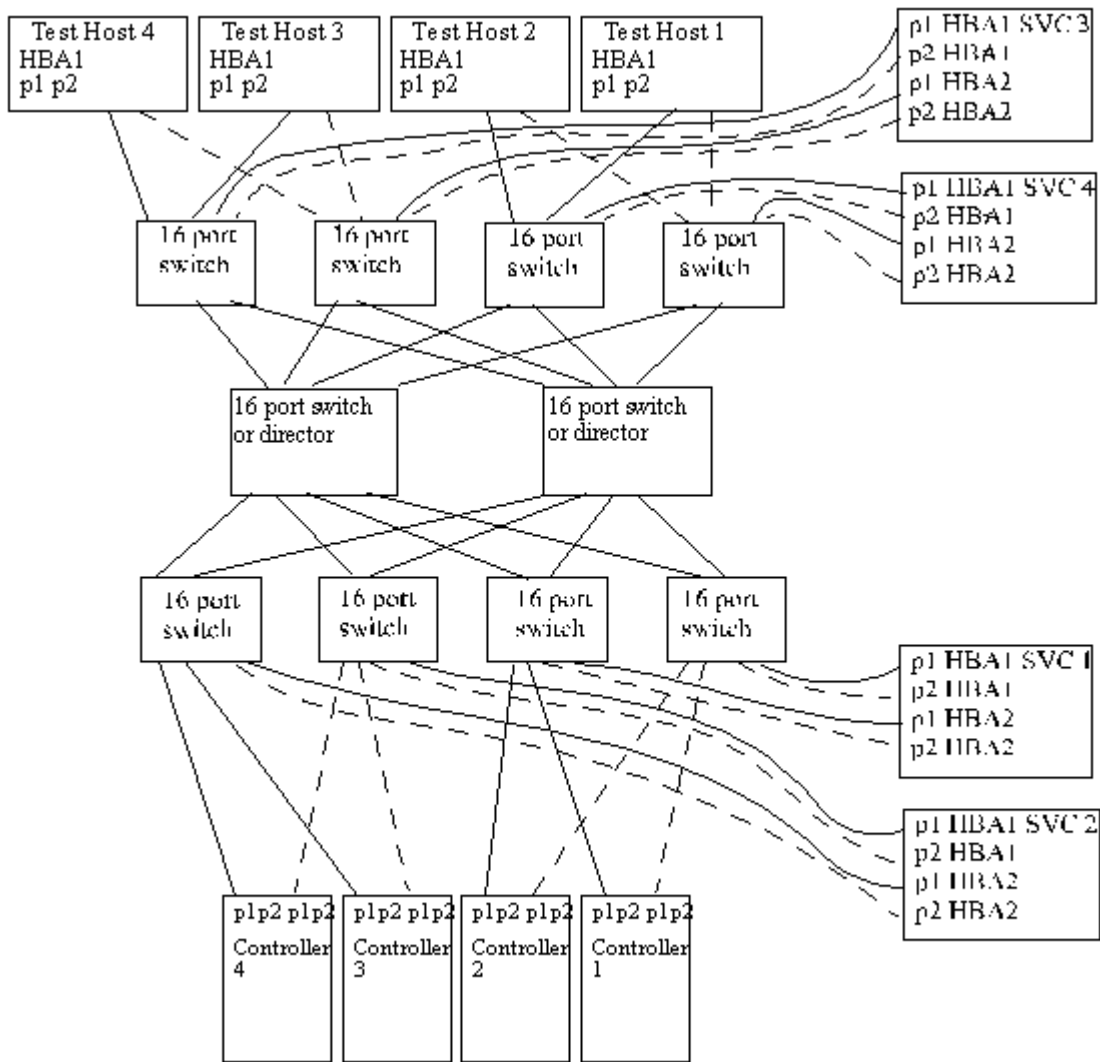 Test Host 4
HBA1
p1 p2
Test Host 3
HBA1
p1 p2
Test Host 2
HBA1
p1 p2
Test Host 1
HBA1
p1 p2
p1 HBA1 SVC 3
p2 HBA1
p1 HBA2
p2 HBA2
p1 HBA1 SVC 4
p2 HBA1
p1 HBA2
p2 HBA2
16 port
switch
16 port
switch
16 port
switch
16 port
switch
16 port switch
or director
16 port switch
or director
16 port
switch
16 port
switch
16 port
switch
16 port
switch
p1 HBA1 SVC 1
p2 HBA1
p1 HBA2
p2 HBA2
p1 HBA1 SVC 2
p2 HBA1
p1 HBA2
p2 HBA2
p1p2 p1p2
Controller
4
p1p2 p1p2
Controller
3
p1p2 p1p2
Controller
2
p1p2 p1p2
Controller
1